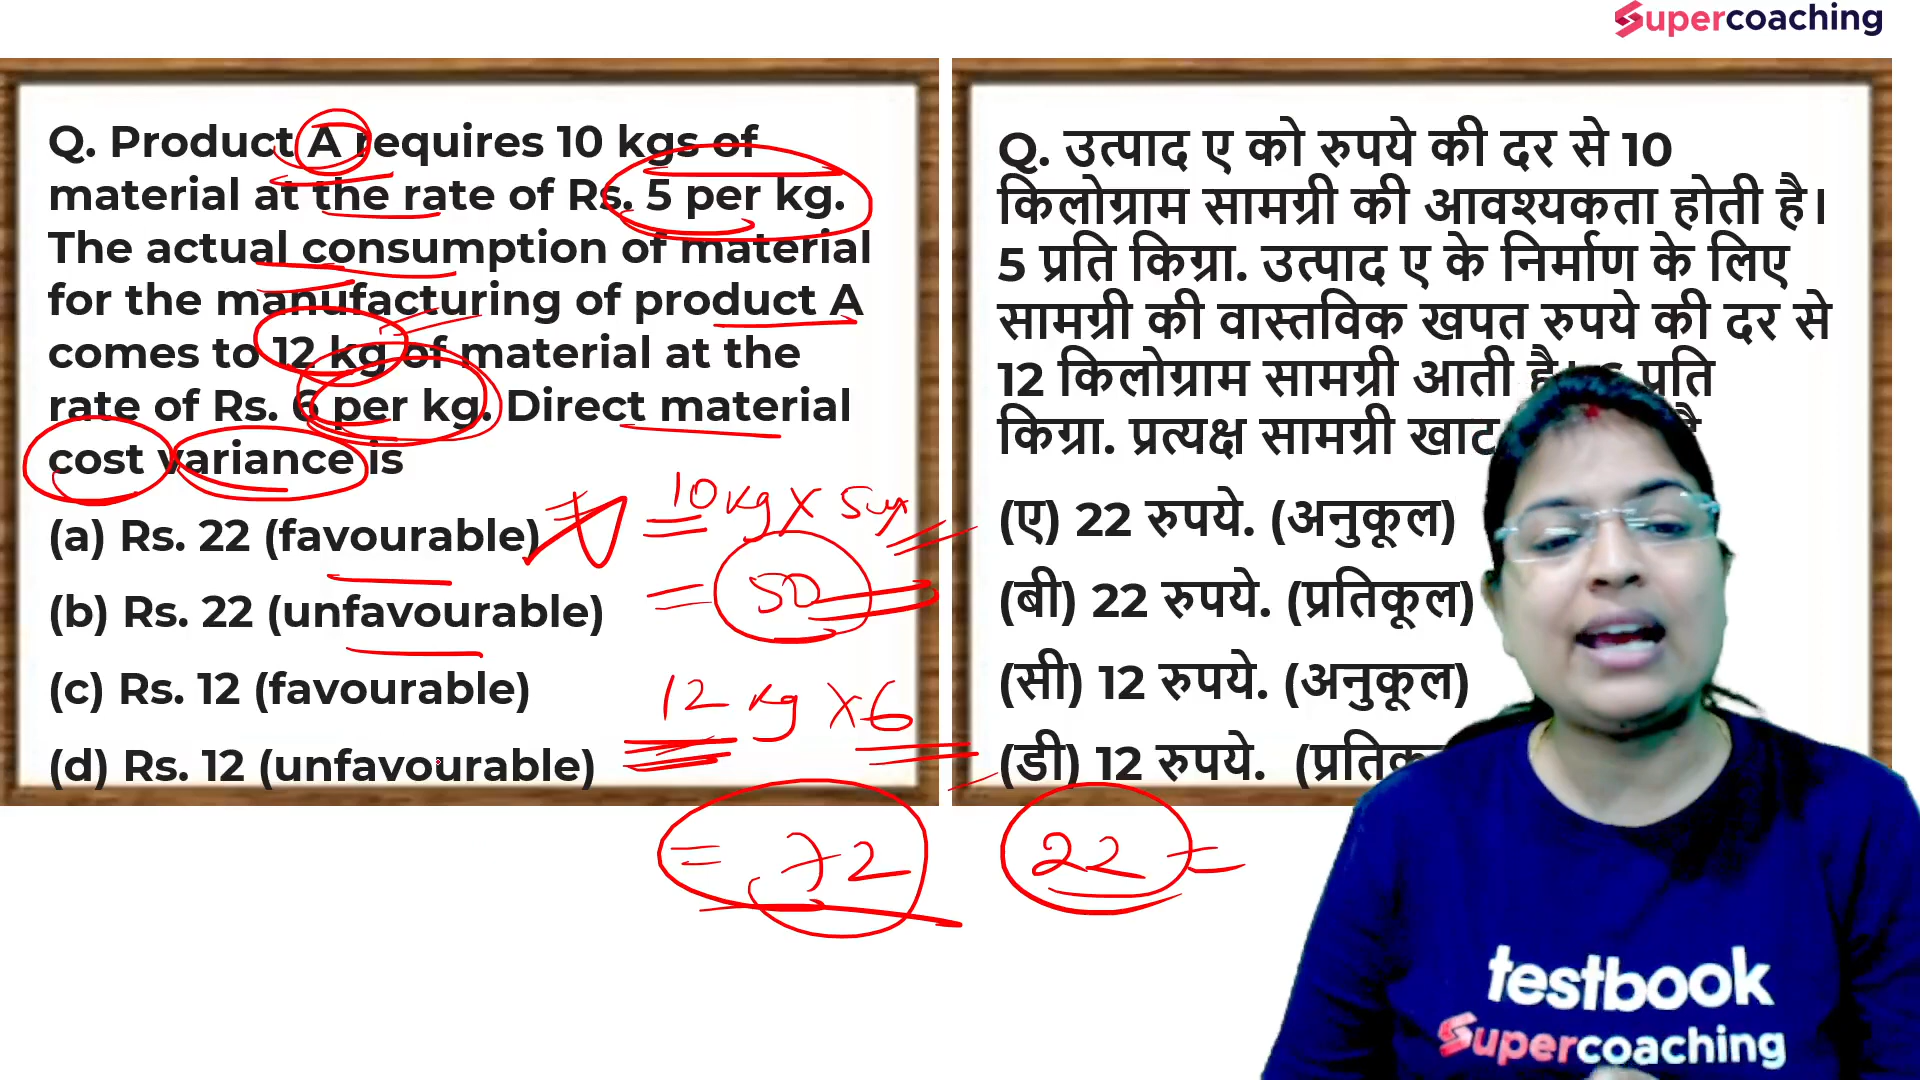 Supercoaching
Q. Product A requires 10 kgs of
material at the rate of Rs. 5 per kg.
The actual consumption of material
for the manufacturing of product A
comes to 12 kg of material at the
rate of Rs. 6 per kg. Direct material
cost variance is
(a) Rs. 22 (favourable)
(b) Rs. 22 (unfavourable)
(c) Rs. 12 (favourable)
(d) Rs. 12 (unfavourable)
10 kg x 5
= 50
12 kg x 6
= 72
22 =
Q. उत्पाद ए को रुपये की दर से 10
किलोग्राम सामग्री की आवश्यकता होती है।
5 प्रति किग्रा. उत्पाद ए के निर्माण के लिए
सामग्री की वास्तविक खपत रुपये की दर से
12 किलोग्राम सामग्री आती है। 6 प्रति
किग्रा. प्रत्यक्ष सामग्री
(ए) 22 रुपये. (अनुकूल)
(बी) 22 रुपये. (प्रतिकूल)
(सी) 12 रुपये. (अनुकूल)
(डी) 12 रुपये.
testbook
Supercoaching